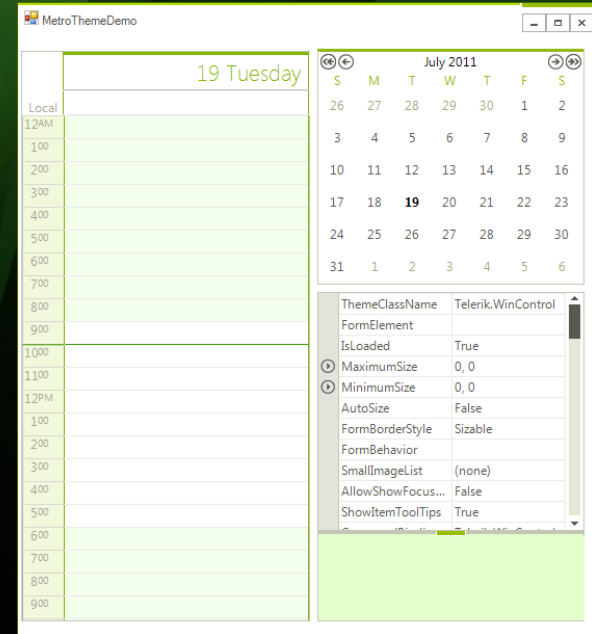 MetroThemeDemo
19 Tuesday
Local
12AM
100
200
300
400
500
600
700
800
900
1000
1100
12PM
100
200
300
400
500
600
700
800
900
July 2011
S M T W T F S
26 27 28 29 30 1 2
3 4 5 6 7 8 9
10 11 12 13 14 15 16
17 18 19 20 21 22 23
24 25 26 27 28 29 30
31 1 2 3 4 5 6
ThemeClassName Telerik.WinControl
FormElement
IsLoaded True
MaximumSize 0, 0
MinimumSize 0, 0
AutoSize False
FormBorderStyle Sizable
FormBehavior
SmallImageList (none)
AllowShowFocus... False
ShowItemToolTips True